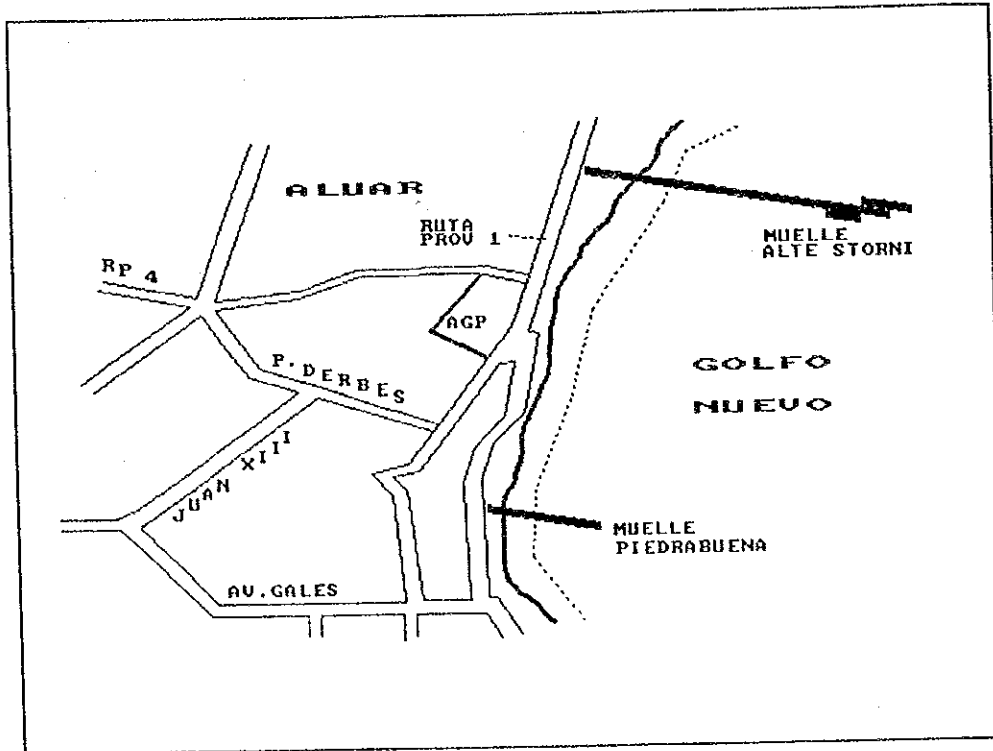 ALUAR
RUTA
PROV 1
MUELLE
ALTE STORNI
RP 4
AGP
P. DERBES
GOLFO
NUEVO
JUAN XIII
MUELLE
PIEDRABUENA
AV. GALES